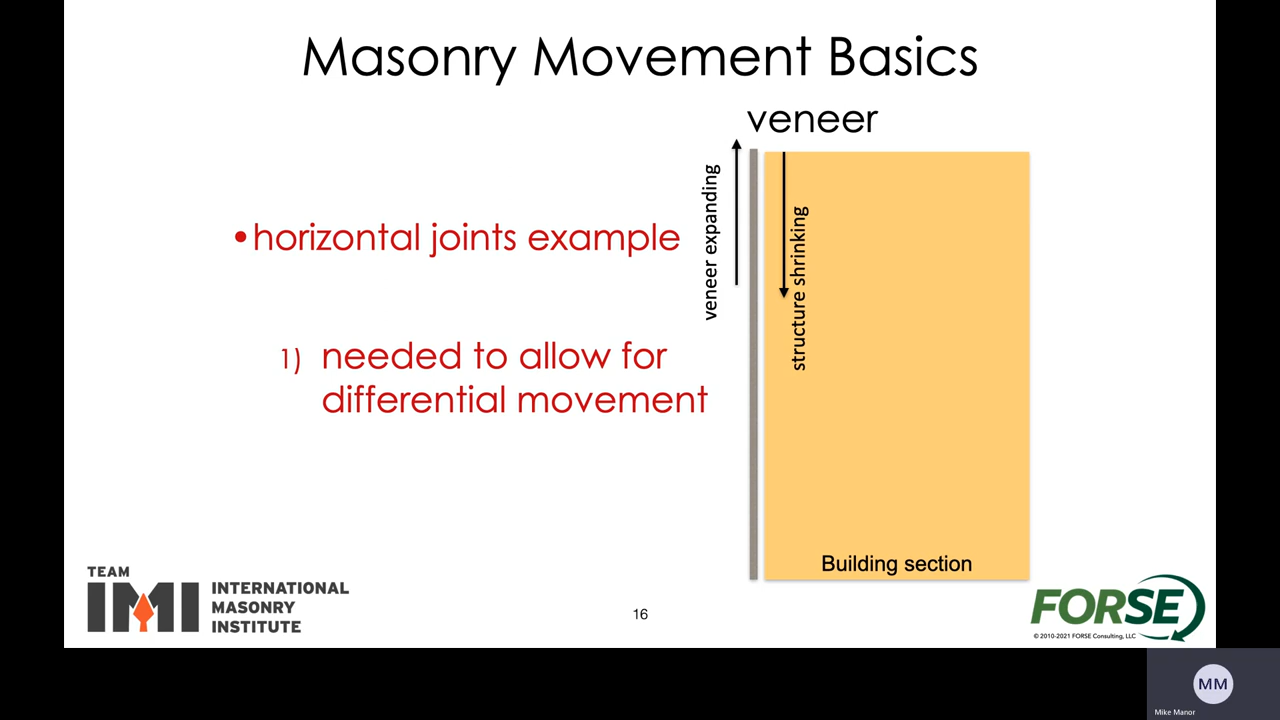 Masonry Movement Basics
veneer
•horizontal joints example
1) needed to allow for
differential movement
veneer expanding
structure shrinking
Building section
TEAM
IMI
INTERNATIONAL
MASONRY
INSTITUTE
16
FORSE
© 2010-2021 FORSE Consulting, LLC
MM
Mike Manor